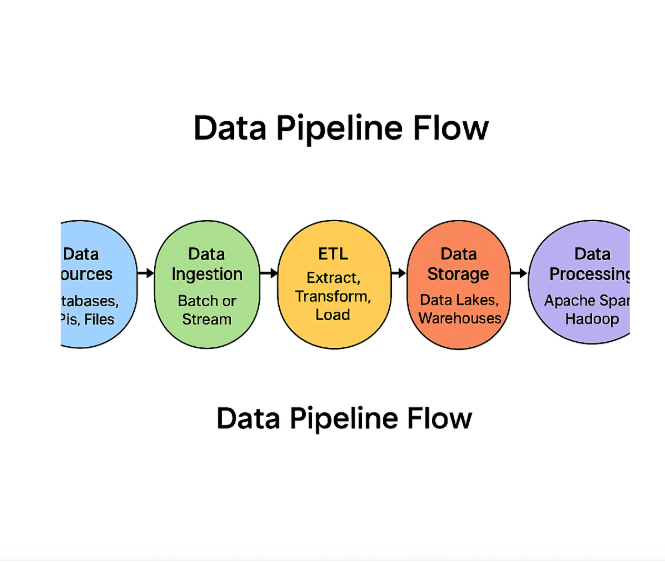 Data Pipeline Flow
Data
ources
tabases,
Pis, Files
Data
Ingestion
Batch or
Stream
ETL
Extract,
Transform,
Load
Data
Storage
Data Lakes,
Warehouses
Data
Processing
Apache Spar
Hadoop
Data Pipeline Flow